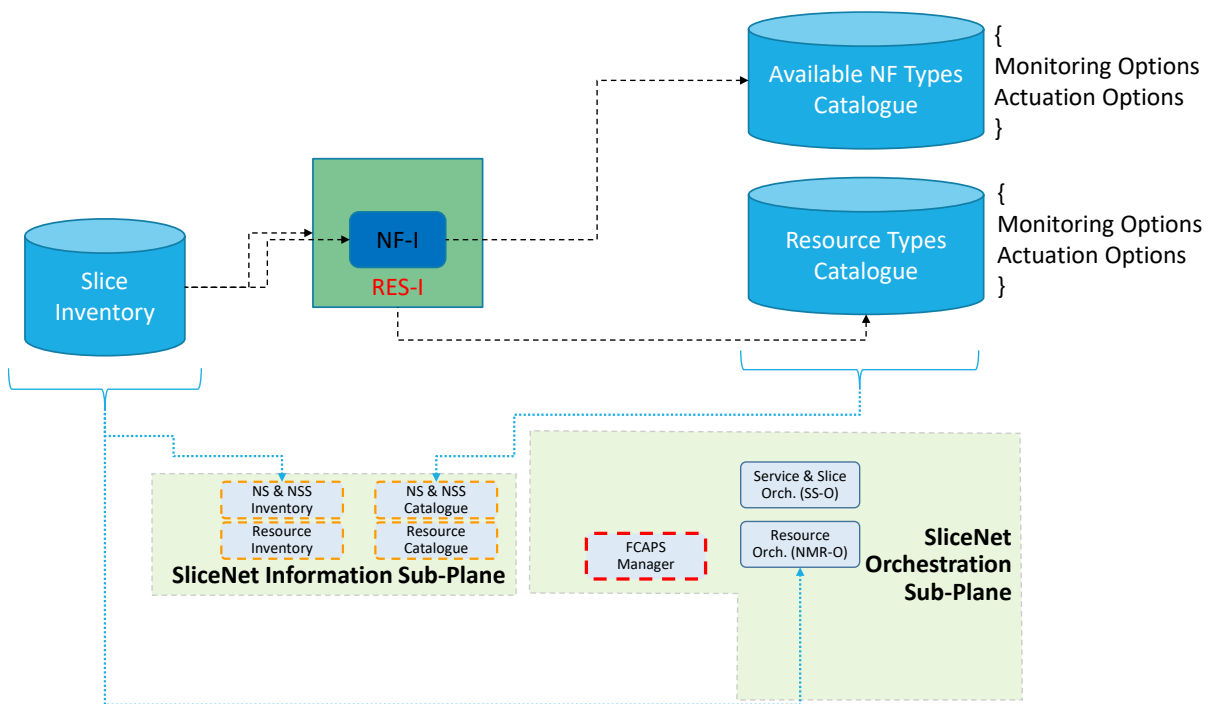 Available NF Types
Catalogue
{
Monitoring Options
Actuation Options
}
Resource Types
Catalogue
{
Monitoring Options
Actuation Options
}
Slice
Inventory
NF-I
RES-I
NS & NSS
Inventory
Resource
Inventory
NS & NSS
Catalogue
Resource
Catalogue
SliceNet Information Sub-Plane
FCAPS
Manager
Service & Slice
Orch. (SS-O)
Resource
Orch. (NMR-O)
SliceNet
Orchestration
Sub-Plane